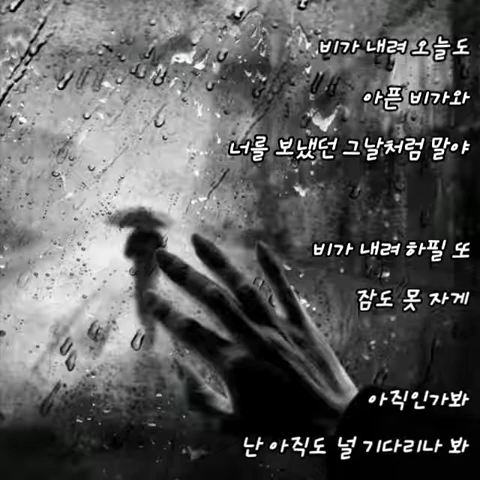 비가 내려 오늘도
아픈 비가와
너를 보냈던 그날처럼 말야
비가 내려 하필 또
잠도 못 자게
아직인가봐
난 아직도 널 기다리나 봐